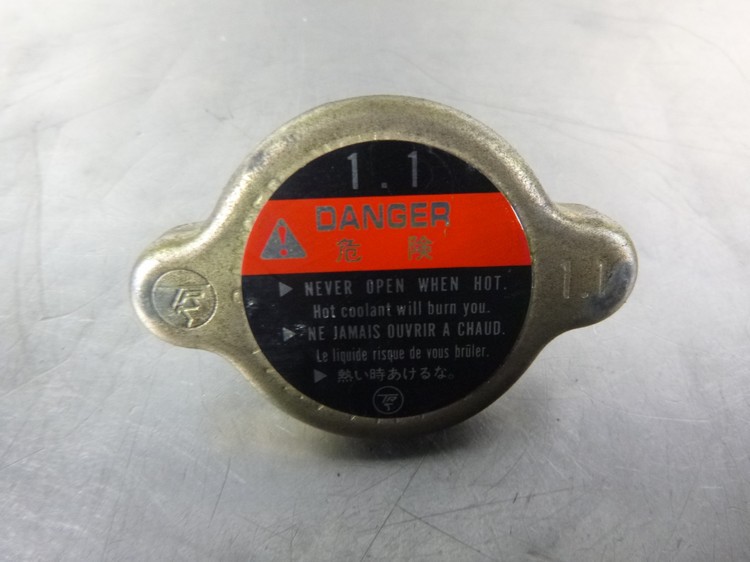 1.1
DANGER
危険
▶ NEVER OPEN WHEN HOT.
Hot coolant will burn you.
▶ NE JAMAIS OUVRIR A CHAUD.
Le liquide risque de vous brûler.
▶ 熱い時あけるな。
1.1